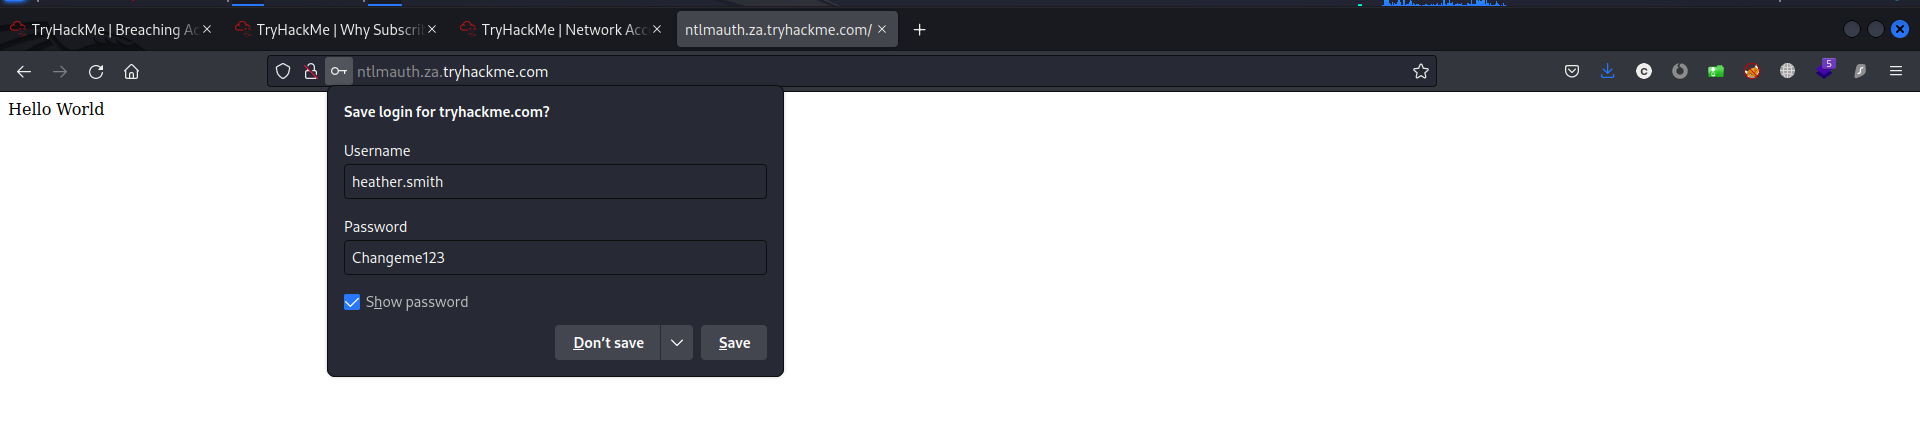 TryHackMe | Breaching Ac
TryHackMe | Why Subscri
TryHackMe | Network Acc
ntlmauth.za.tryhackme.com/
ntlmauth.za.tryhackme.com
5
Hello World
Save login for tryhackme.com?
Username
heather.smith
Password
Changeme123
Show password
Don't save
Save